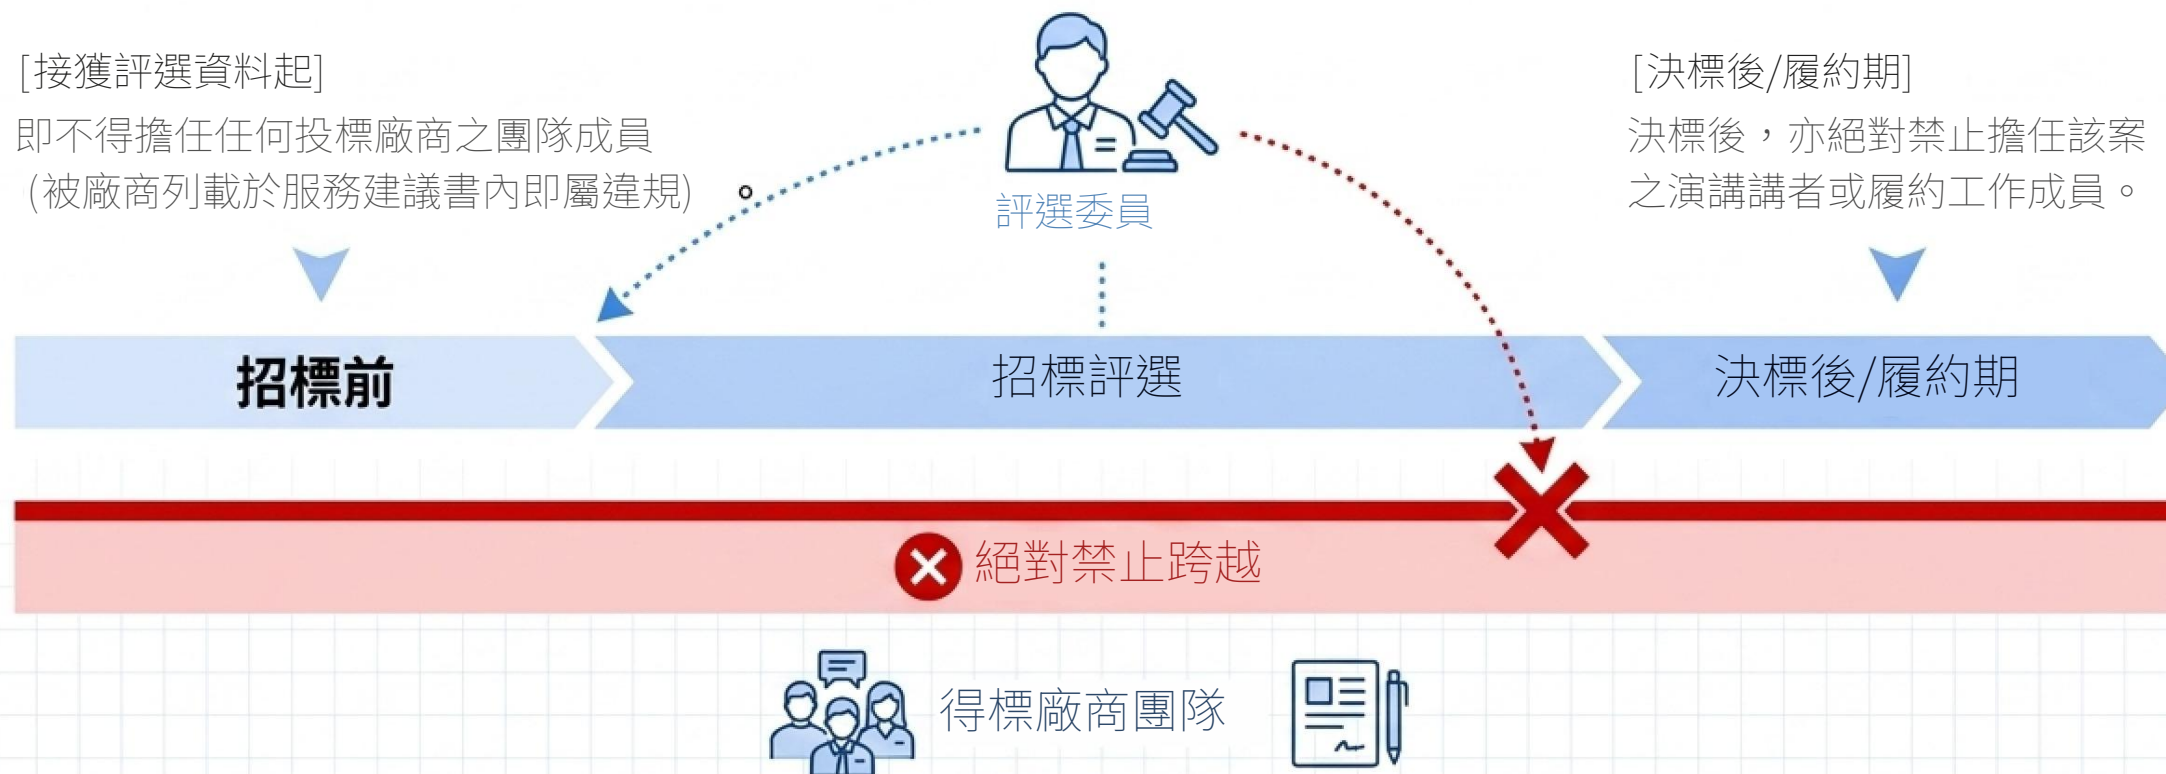 [接獲評選資料起]
即不得擔任任何投標廠商之團隊成員
(被廠商列載於服務建議書內即屬違規)
。
評選委員
[決標後/履約期]
決標後，亦絕對禁止擔任該案
之演講講者或履約工作成員。
招標前
招標評選
決標後/履約期
絕對禁止跨越
得標廠商團隊